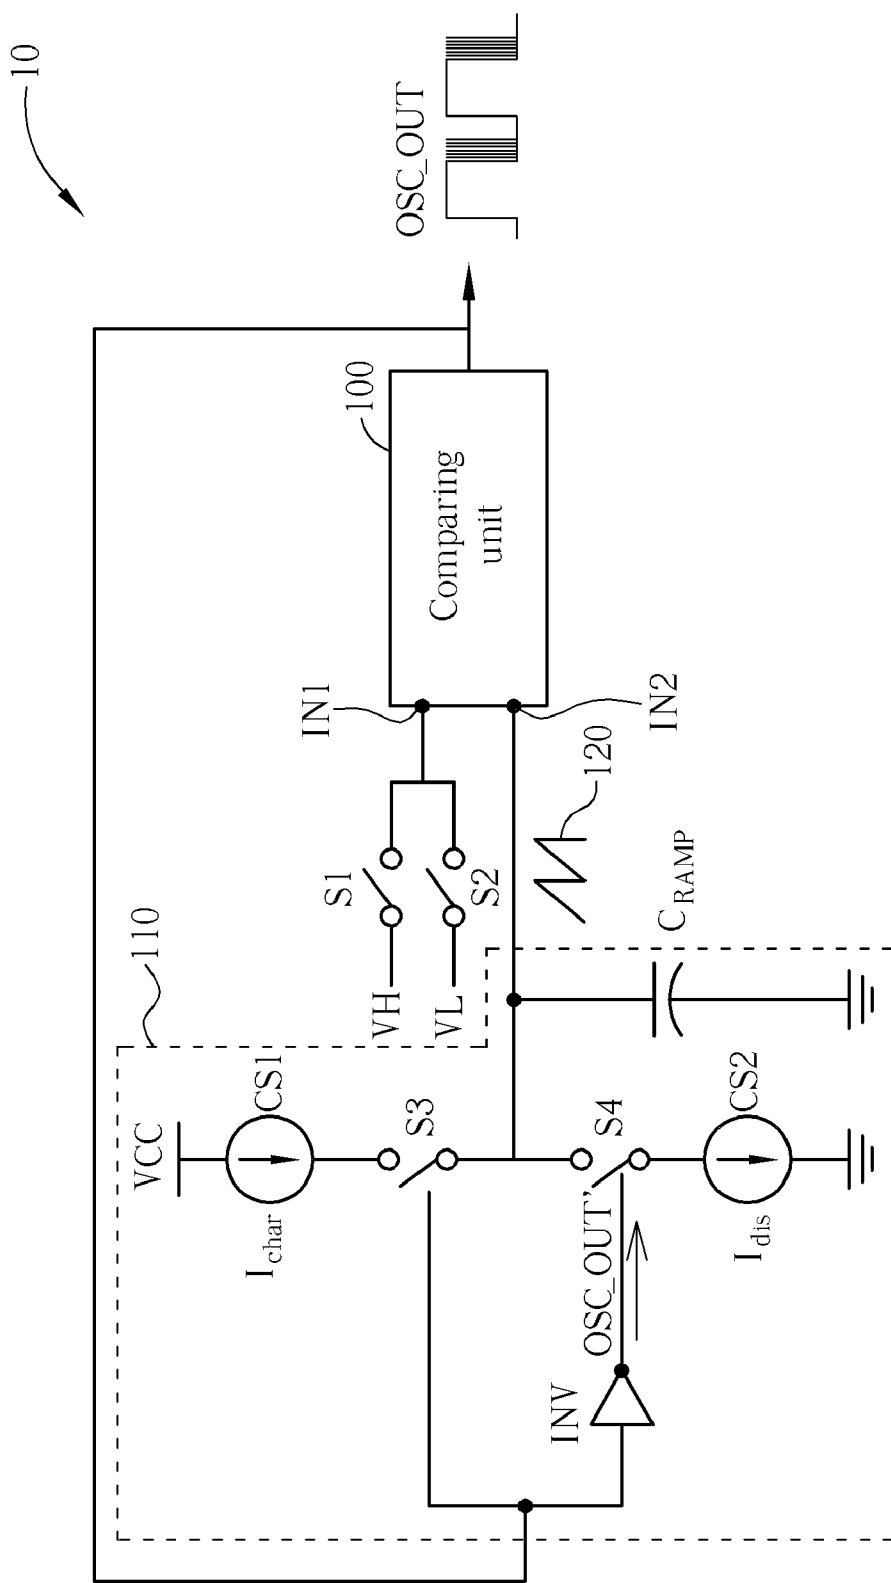 10
OSC_OUT
100
Comparing
unit
IN1
IN2
S1
S2
VH
VL
120
110
C_RAMP
VCC
CS1
I_char
S3
S4
OSC_OUT'
CS2
I_dis
INV